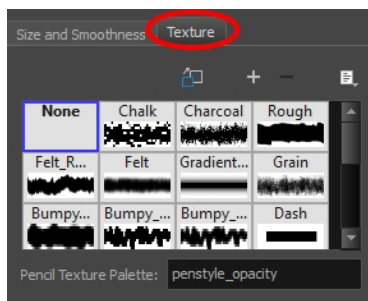 Size and Smoothness Texture
None Chalk Charcoal Rough
Felt_R... Felt Gradient... Grain
Bumpy... Bumpy_... Bumpy_... Dash
Pencil Texture Palette: penstyle_opacity